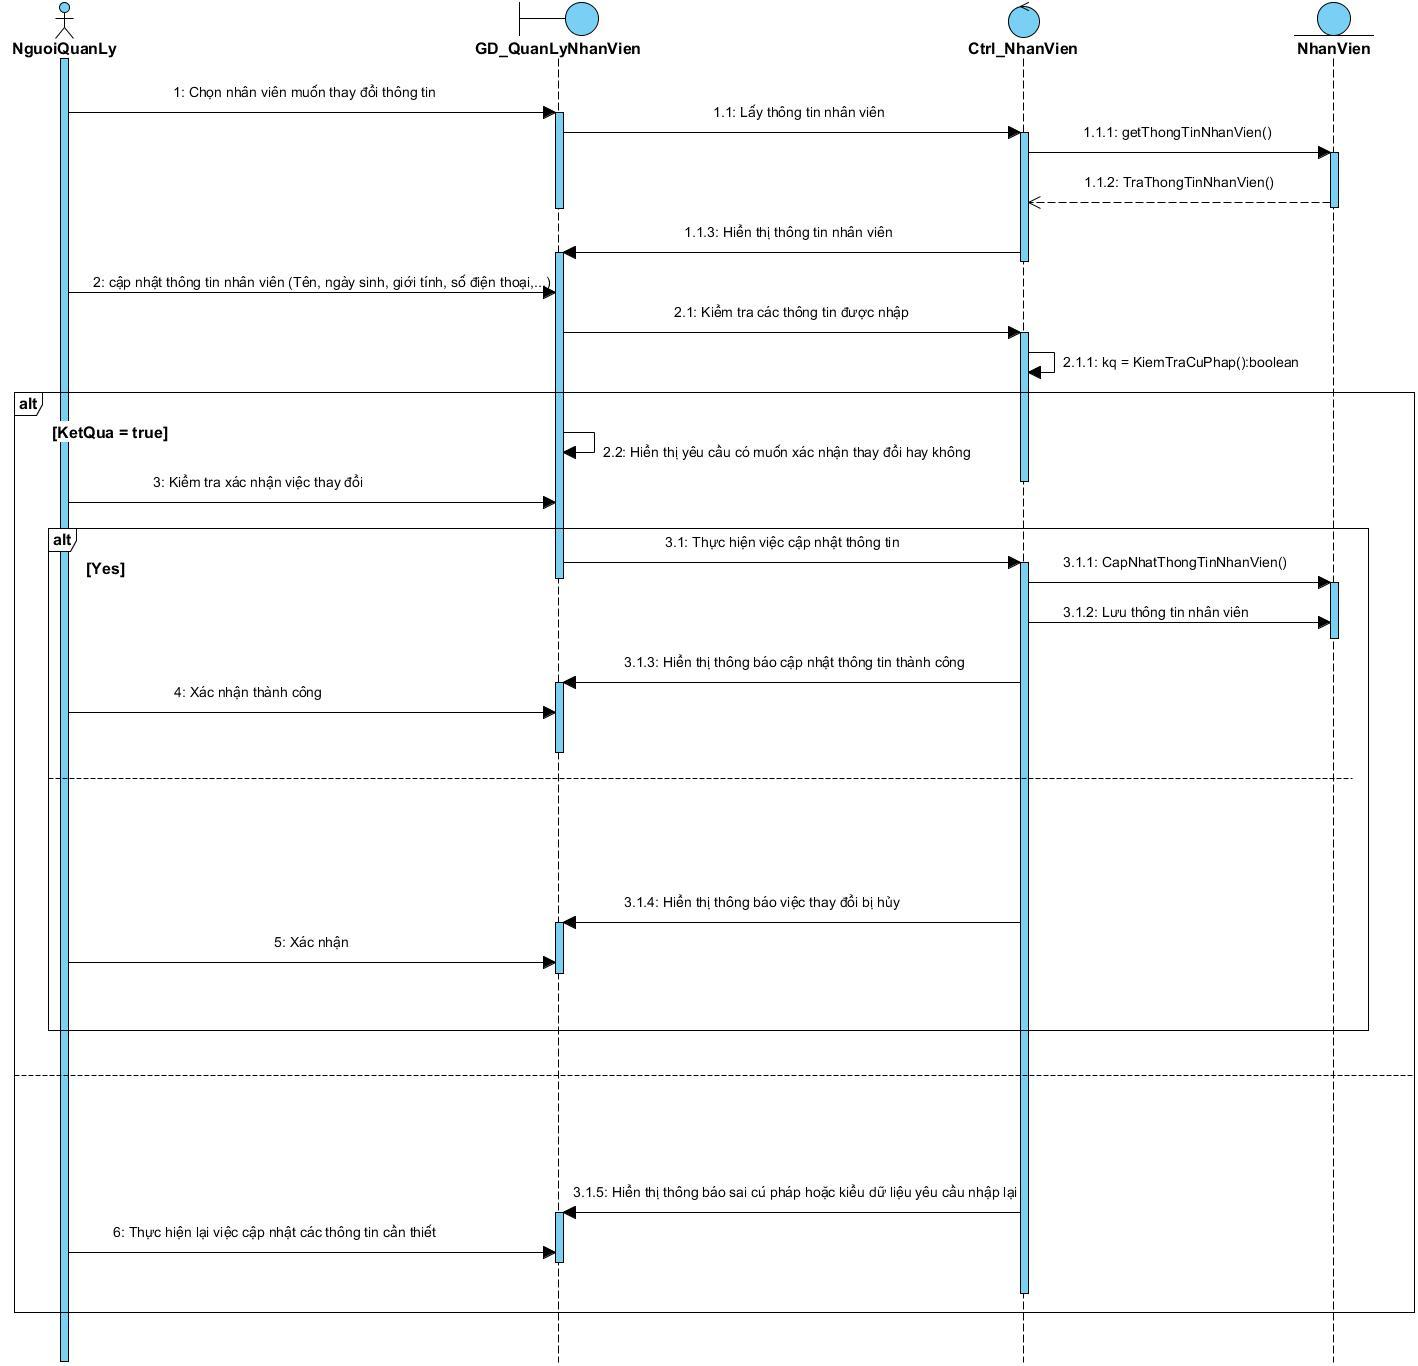 NguoiQuanLy
GD_QuanLyNhanVien
Ctrl_NhanVien
NhanVien
1: Chọn nhân viên muốn thay đổi thông tin
1.1: Lấy thông tin nhân viên
1.1.1: getThongTinNhanVien()
1.1.2: TraThongTinNhanVien()
1.1.3: Hiển thị thông tin nhân viên
2: cập nhật thông tin nhân viên (Tên, ngày sinh, giới tính, số điện thoại,...)
2.1: Kiểm tra các thông tin được nhập
2.1.1: kq = KiemTraCuPhap():boolean
alt
[KetQua = true]
2.2: Hiển thị yêu cầu có muốn xác nhận thay đổi hay không
3: Kiểm tra xác nhận việc thay đổi
alt
3.1: Thực hiện việc cập nhật thông tin
[Yes]
3.1.1: CapNhatThongTinNhanVien()
3.1.2: Lưu thông tin nhân viên
3.1.3: Hiển thị thông báo cập nhật thông tin thành công
4: Xác nhận thành công
3.1.4: Hiển thị thông báo việc thay đổi bị hủy
5: Xác nhận
3.1.5: Hiển thị thông báo sai cú pháp hoặc kiểu dữ liệu yêu cầu nhập lại
6: Thực hiện lại việc cập nhật các thông tin cần thiết